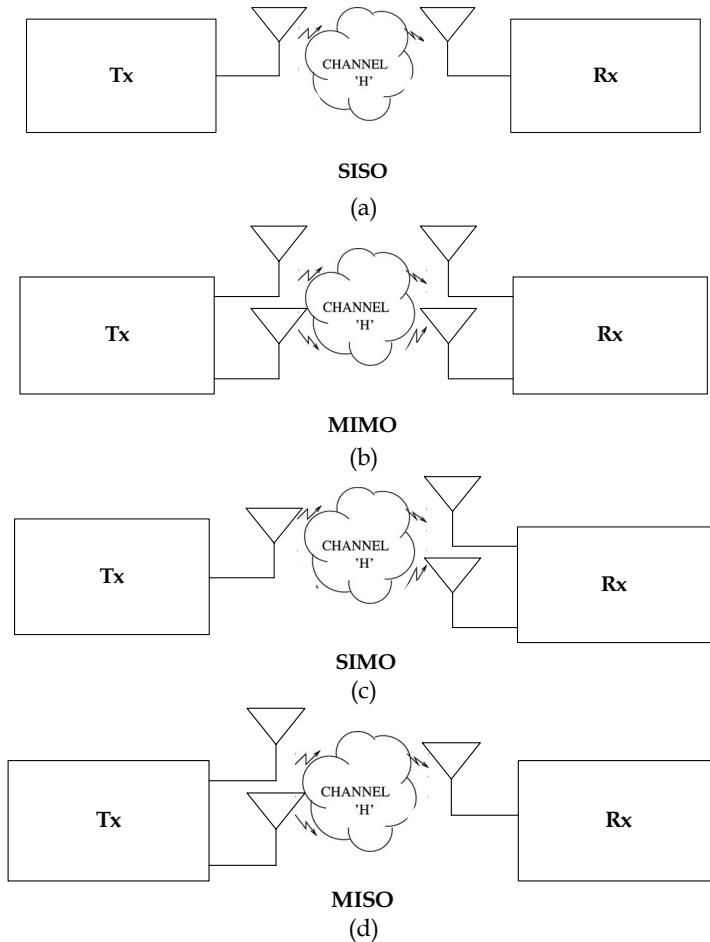 Tx
CHANNEL
'H'
Rx
SISO
(a)
Tx
CHANNEL
'H'
Rx
MIMO
(b)
Tx
CHANNEL
'H'
Rx
SIMO
(c)
Tx
CHANNEL
'H'
Rx
MISO
(d)